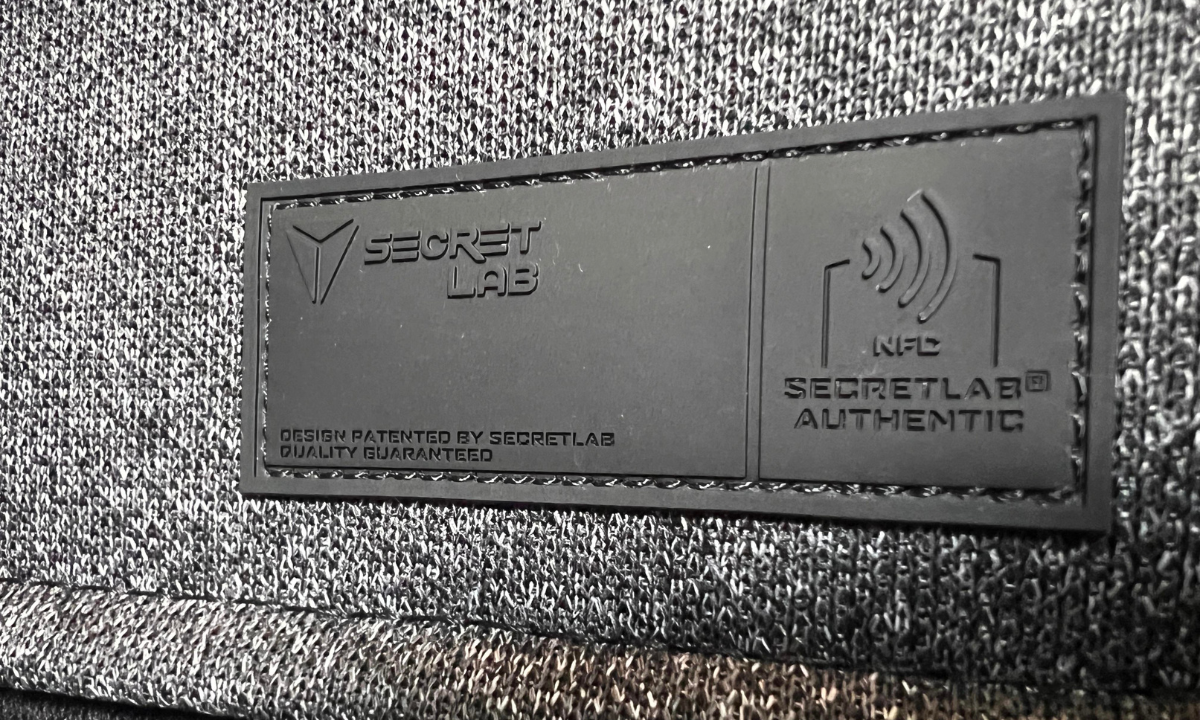 SECRET
LAB
DESIGN PATENTED BY SECRETLAB
QUALITY GUARANTEED
NFC
SECRETLAB®
AUTHENTIC